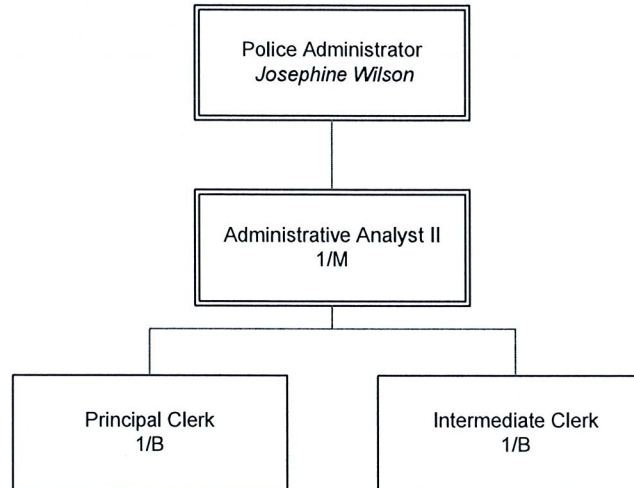 Police Administrator
Josephine Wilson
Administrative Analyst II
1/M
Principal Clerk
1/B
Intermediate Clerk
1/B